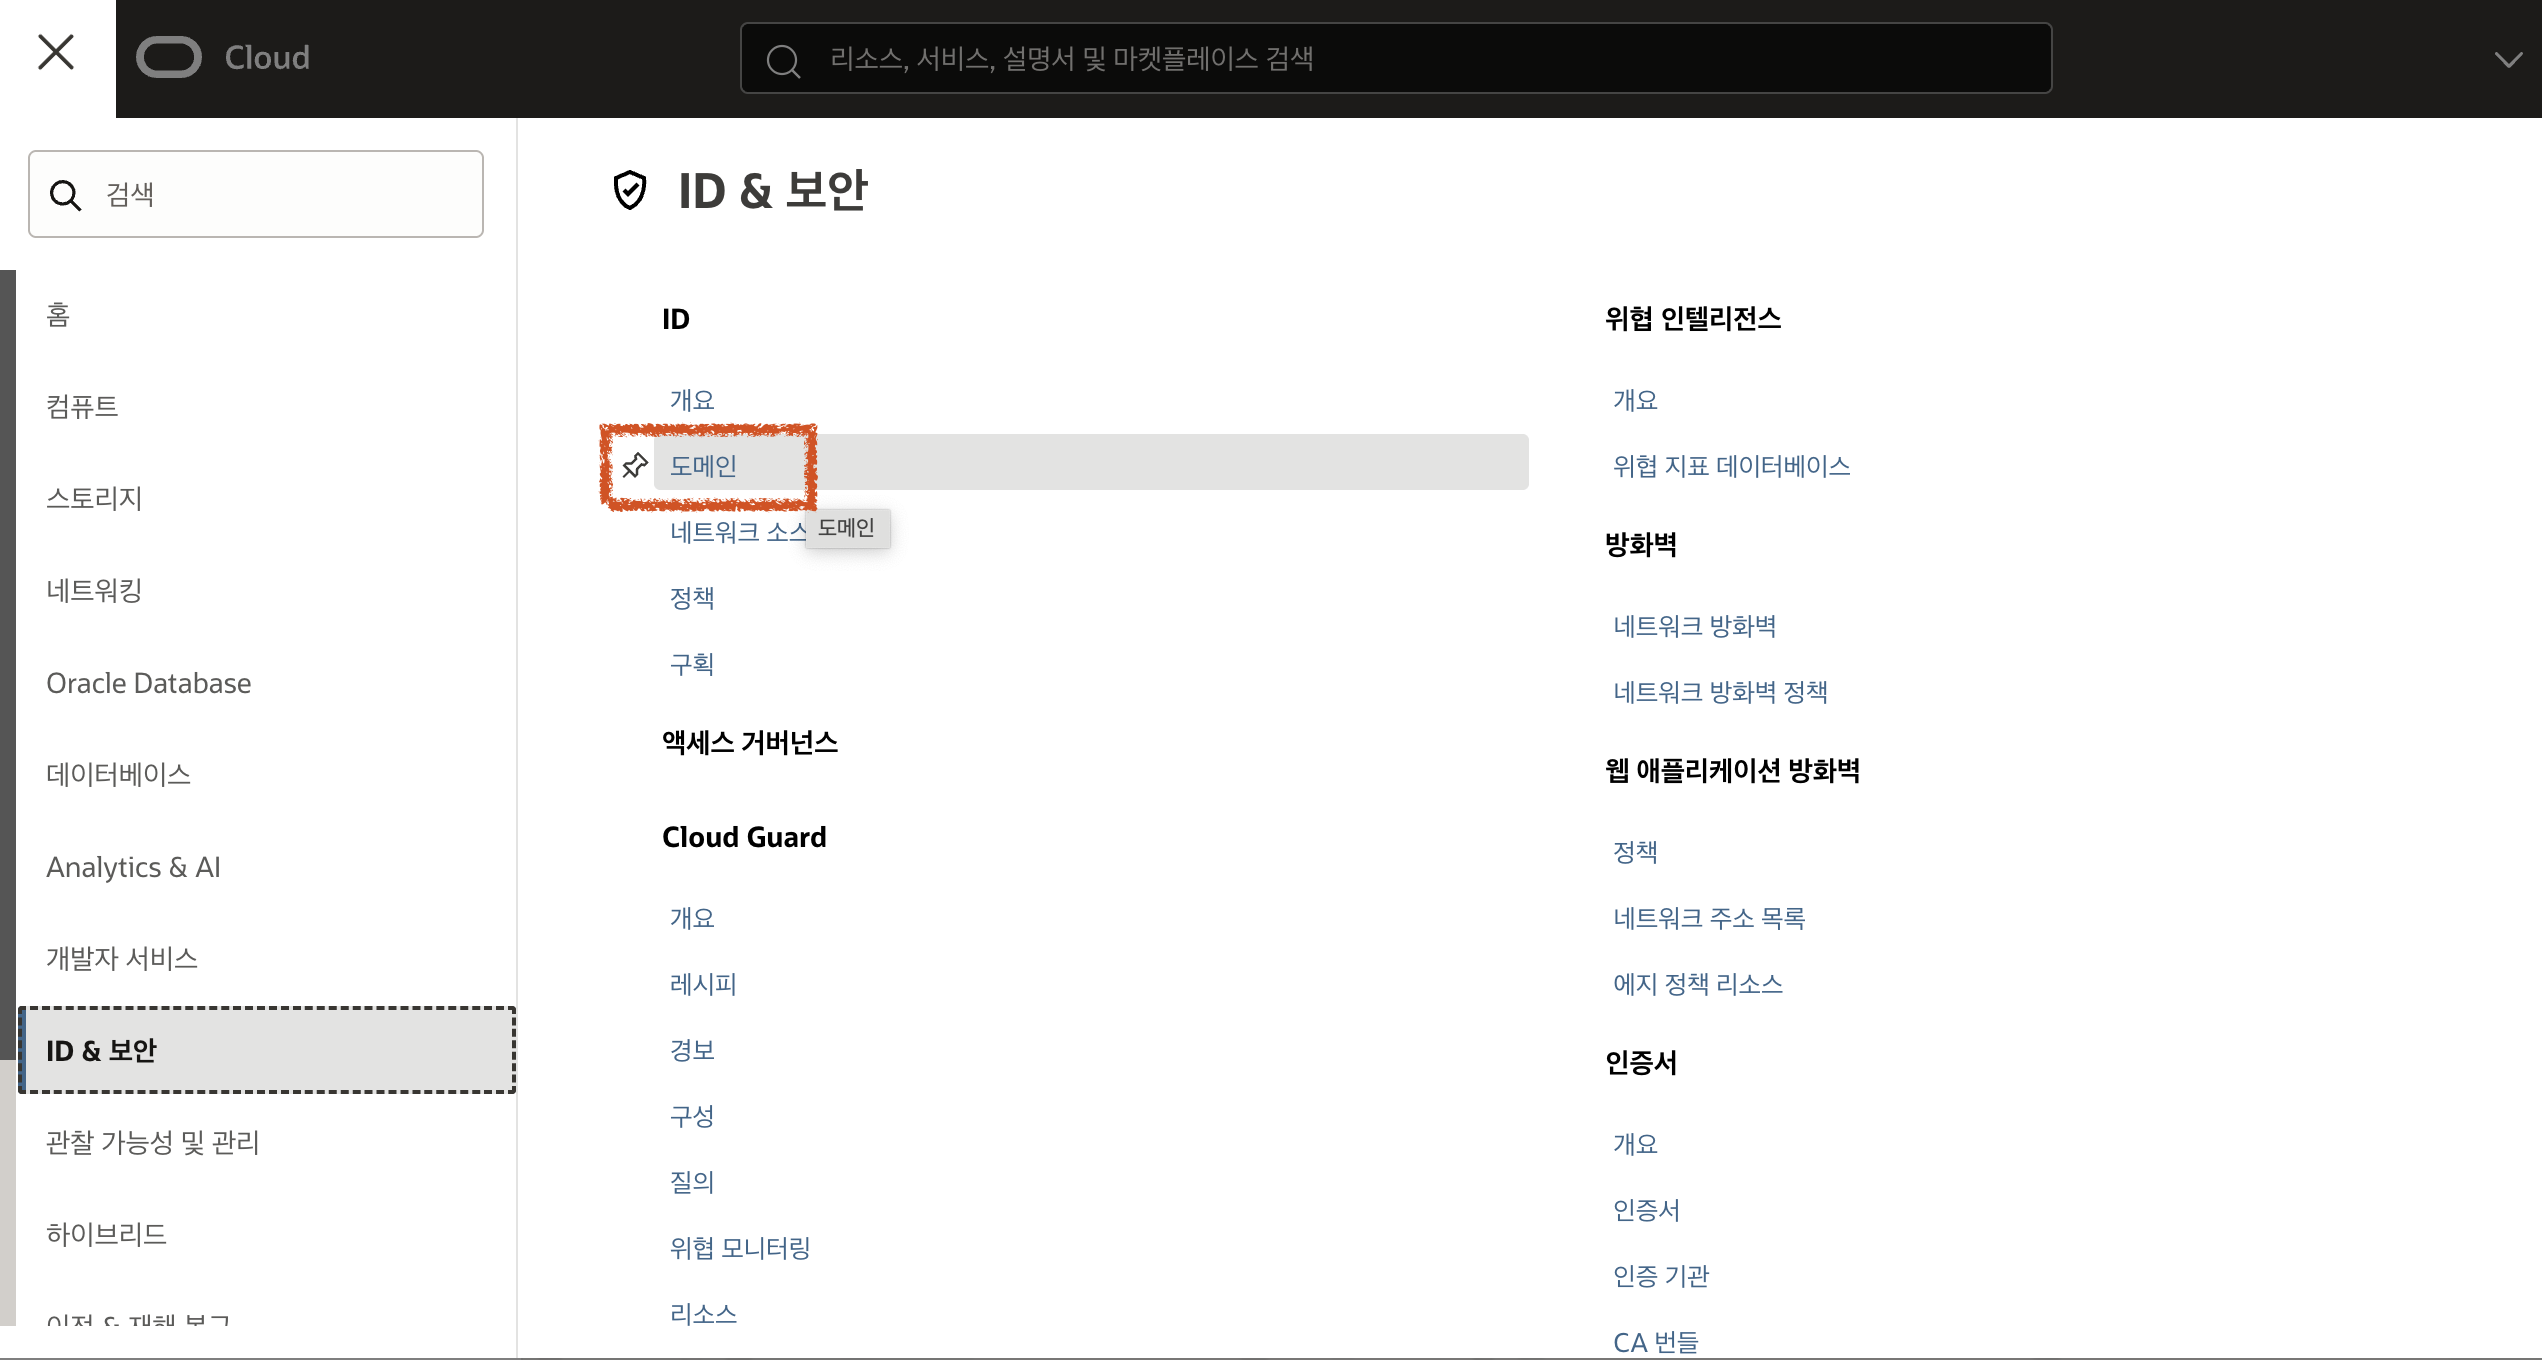 Cloud
리소스, 서비스, 설명서 및 마켓플레이스 검색
검색
홈
컴퓨트
스토리지
네트워킹
Oracle Database
데이터베이스
Analytics & AI
개발자 서비스
ID & 보안
관찰 가능성 및 관리
하이브리드
이전 & 재해 복구
ID & 보안
ID
개요
도메인
네트워크 소스
도메인
정책
구획
액세스 거버넌스
Cloud Guard
개요
레시피
경보
구성
질의
위협 모니터링
리소스
위협 인텔리전스
개요
위협 지표 데이터베이스
방화벽
네트워크 방화벽
네트워크 방화벽 정책
웹 애플리케이션 방화벽
정책
네트워크 주소 목록
에지 정책 리소스
인증서
개요
인증서
인증 기관
CA 번들